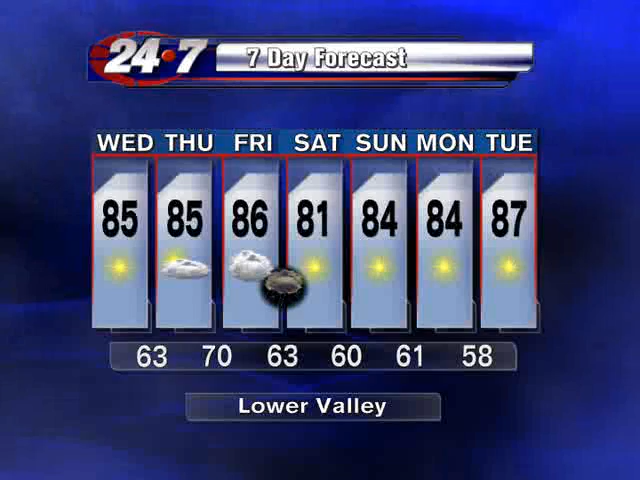 24·7 7 Day Forecast
WED THU FRI SAT SUN MON TUE
85 85 86 81 84 84 87
63 70 63 60 61 58
Lower Valley